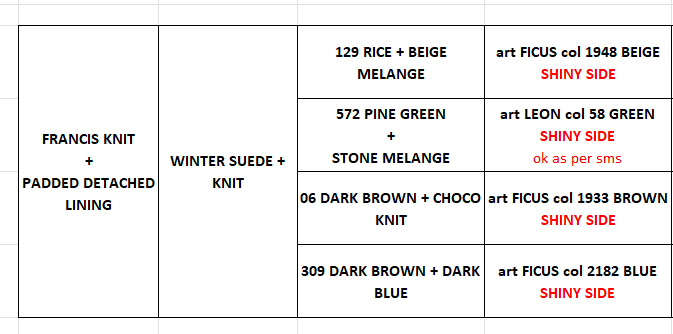 FRANCIS KNIT
+
PADDED DETACHED
LINING
WINTER SUEDE +
KNIT
129 RICE + BEIGE
MELANGE
art FICUS col 1948 BEIGE
SHINY SIDE
572 PINE GREEN
+
STONE MELANGE
art LEON col 58 GREEN
SHINY SIDE
ok as per sms
06 DARK BROWN + CHOCO
KNIT
art FICUS col 1933 BROWN
SHINY SIDE
309 DARK BROWN + DARK
BLUE
art FICUS col 2182 BLUE
SHINY SIDE